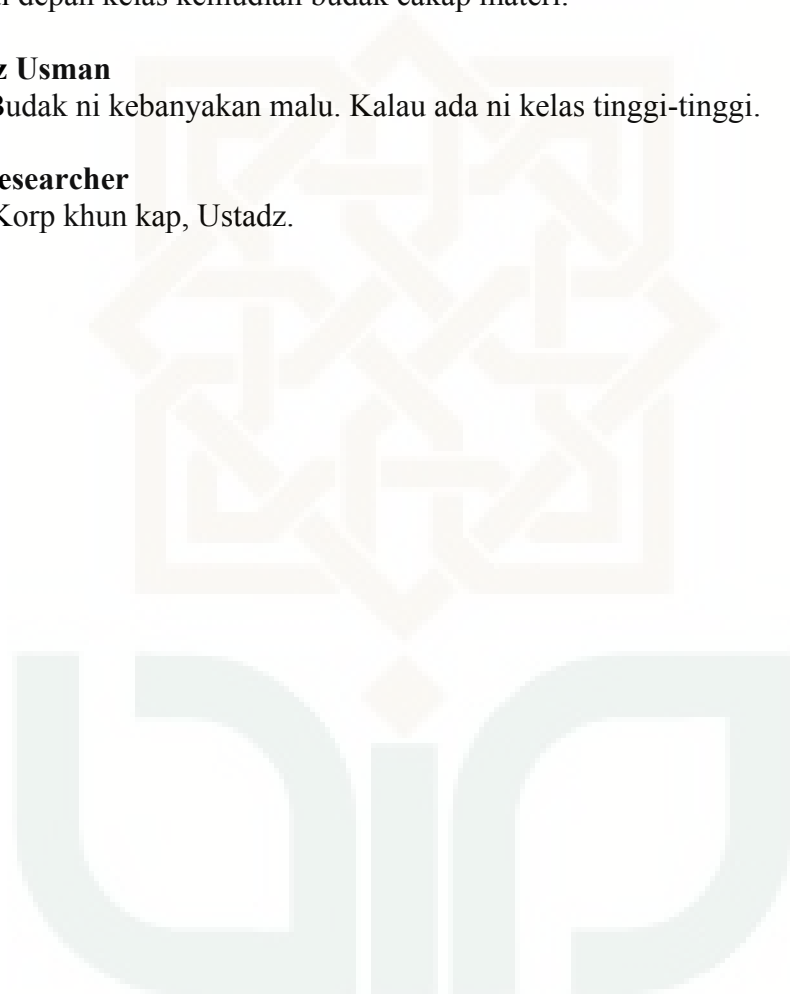 depan kelas kemudian budak cakap materi.
z Usman
Budak ni kebanyakan malu. Kalau ada ni kelas tinggi-tinggi.
esearcher
Korp khun kap, Ustadz.